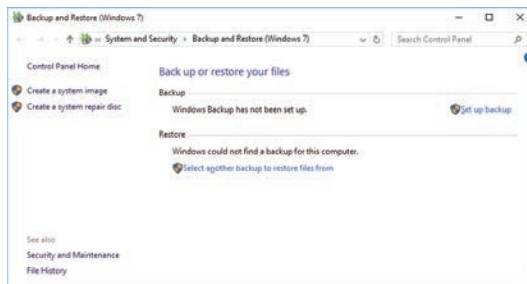 Backup and Restore (Windows 7)
System and Security › Backup and Restore (Windows 7)
Search Control Panel
Control Panel Home
Create a system image
Create a system repair disc
Back up or restore your files
Backup
Windows Backup has not been set up.
Set up backup
Restore
Windows could not find a backup for this computer.
Select another backup to restore files from
See also
Security and Maintenance
File History